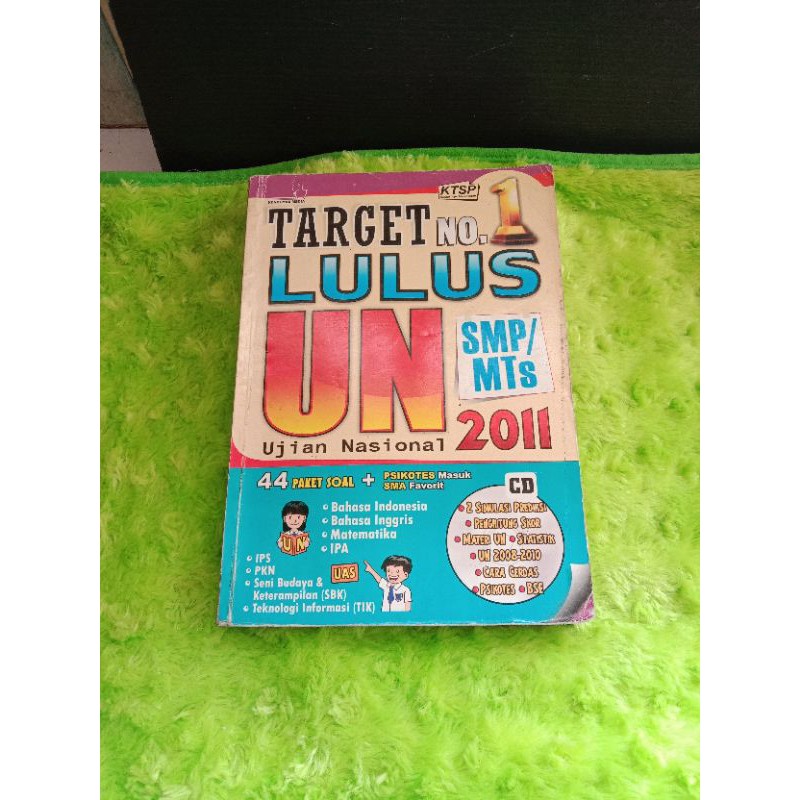 KTSP
TARGET NO. 1
LULUS
UN
SMP/
MTs
Ujian Nasional 2011
44 PAKET SOAL + PSIKOTES Masuk
SMA Favorit
• Bahasa Indonesia
• Bahasa Inggris
• Matematika
• IPA
UN
• IPS
• PKN
• Seni Budaya &
Keterampilan (SBK)
• Teknologi Informasi (TIK)
UAS
CD
• 2 SIMULASI PREDIKSI
• PENGHITUNG SKOR
• MATERI UN • STATISTIK
• UN 2008-2010
• CARA CERDAS
• PSIKOTES • BSE